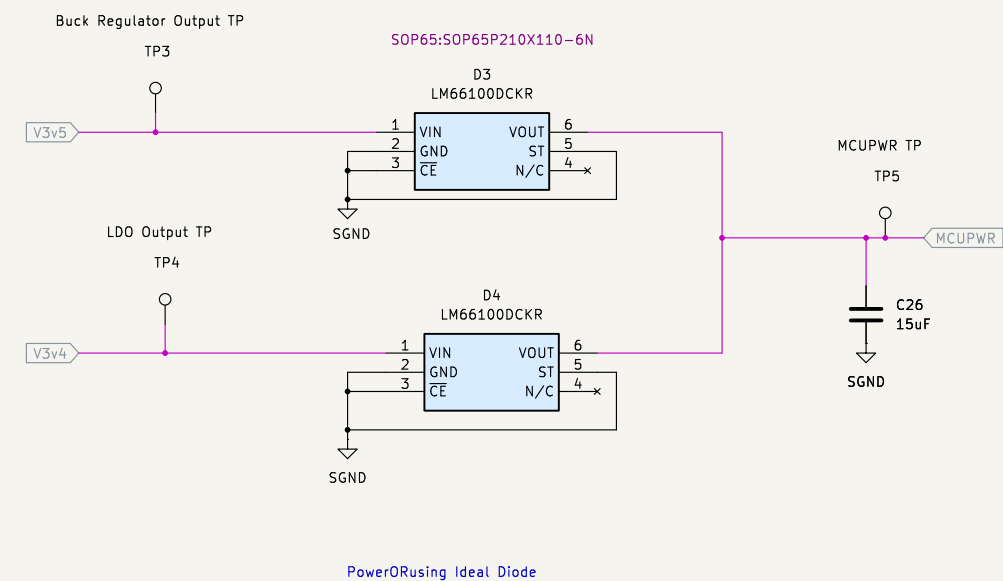 Buck Regulator Output TP
TP3
SOP65:SOP65P210X110-6N
D3
LM66100DCKR
V3v5
1 VIN VOUT 6
2 GND ST 5
3 CE N/C 4
SGND
MCUPWR TP
TP5
MCUPWR
LDO Output TP
TP4
D4
LM66100DCKR
V3v4
1 VIN VOUT 6
2 GND ST 5
3 CE N/C 4
SGND
C26
15uF
SGND
PowerORusing Ideal Diode